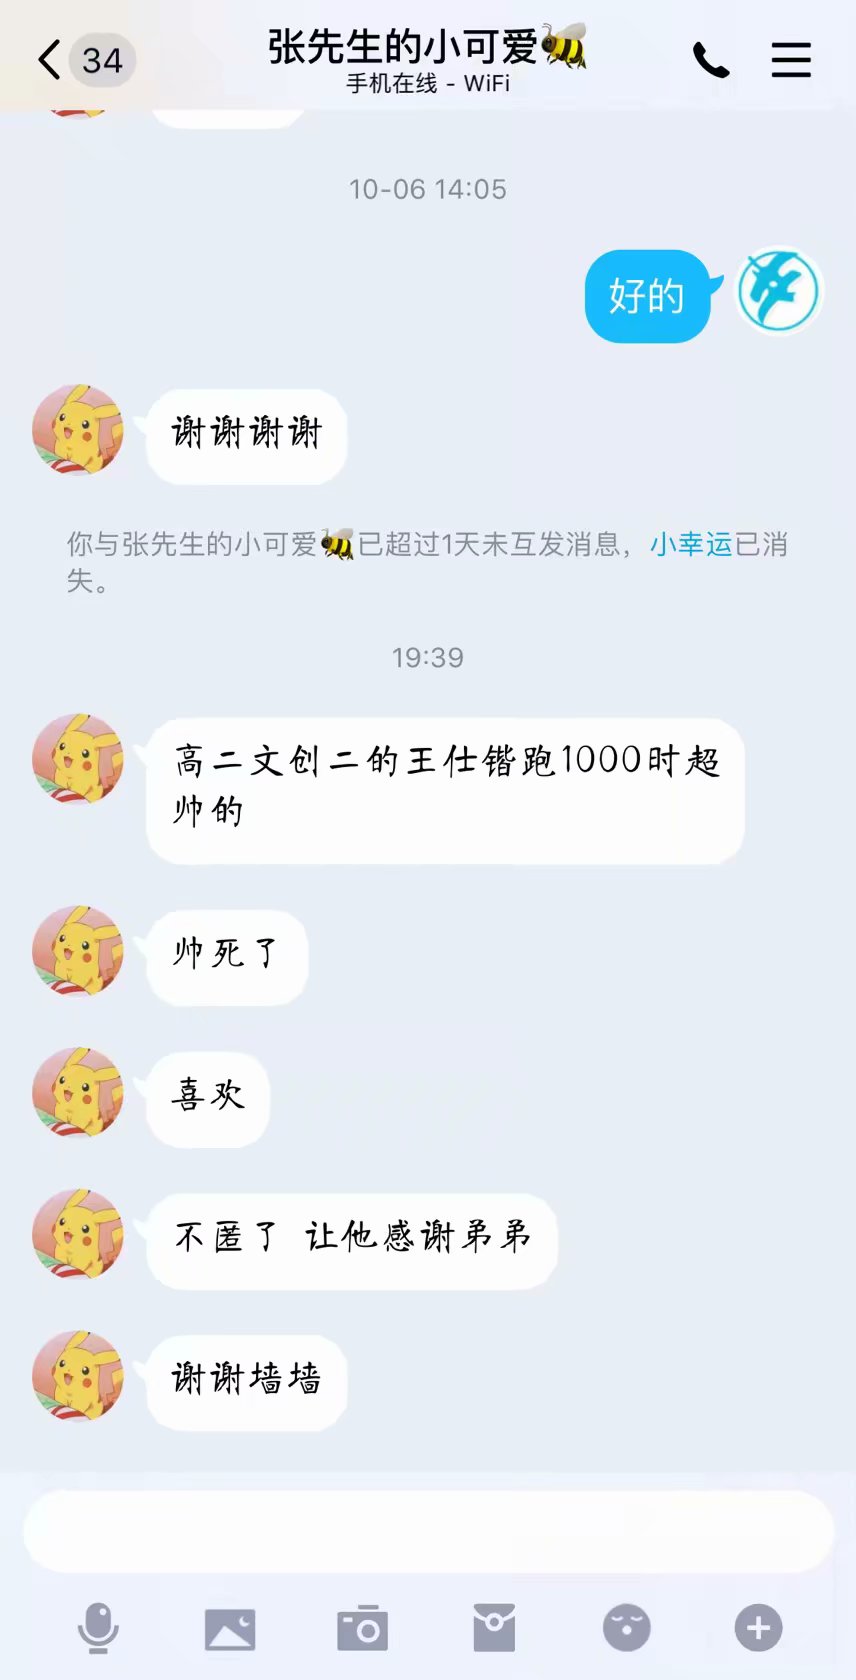 34
张先生的小可爱🐝
手机在线 - WiFi
10-06 14:05
好的
谢谢谢谢
你与张先生的小可爱🐝已超过1天未互发消息，小幸运已消
失。
19:39
高二文创二的王仕锴跑1000时超
帅的
帅死了
喜欢
不匿了 让他感谢弟弟
谢谢墙墙